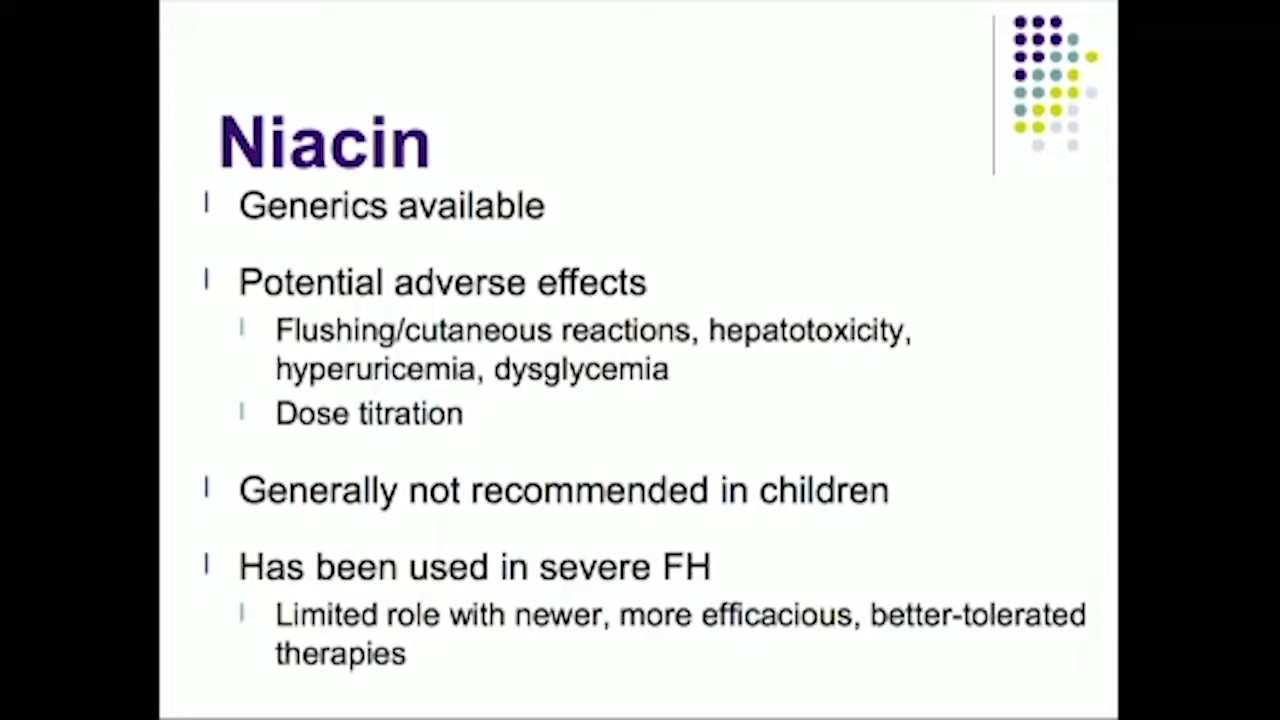 Niacin
Generics available
Potential adverse effects
Flushing/cutaneous reactions, hepatotoxicity,
hyperuricemia, dysglycemia
Dose titration
Generally not recommended in children
Has been used in severe FH
Limited role with newer, more efficacious, better-tolerated
therapies